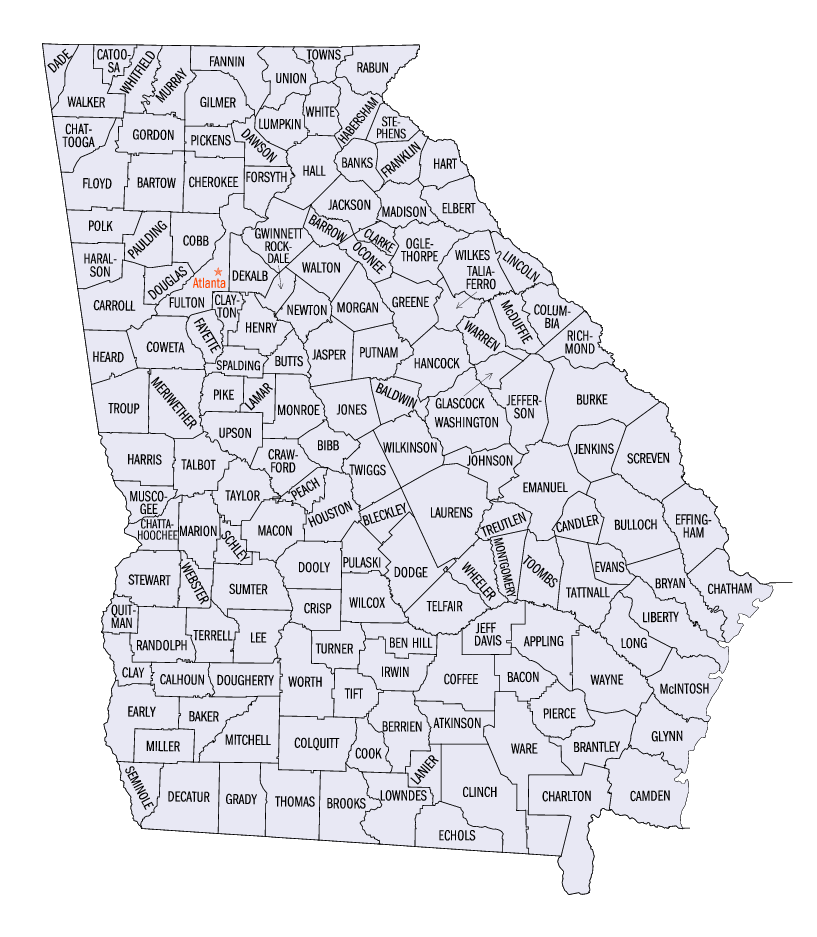 DADE
CATOO-
SA
WHITFIELD
MURRAY
FANNIN
UNION
TOWNS
RABUN
WALKER
GILMER
LUMPKIN
WHITE
HABERSHAM
STE-
PHENS
CHAT-
TOOGA
GORDON
PICKENS
DAWSON
HALL
BANKS
FRANKLIN
HART
FLOYD
BARTOW
CHEROKEE
FORSYTH
JACKSON
MADISON
ELBERT
POLK
PAULDING
COBB
GWINNETT
BARROW
CLARKE
OCONEE
OGLE-
THORPE
WILKES
LINCOLN
HARAL-
SON
DOUGLAS
Atlanta
DEKALB
ROCK-
DALE
WALTON
TALIA-
FERRO
CARROLL
FULTON
CLAY-
TON
HENRY
NEWTON
MORGAN
GREENE
McDUFFIE
COLUM-
BIA
RICH-
MOND
WARREN
HEARD
COWETA
FAYETTE
SPALDING
BUTTS
JASPER
PUTNAM
HANCOCK
TROUP
MERIWETHER
PIKE
LAMAR
MONROE
JONES
BALDWIN
GLASCOCK
WASHINGTON
JEFFER-
SON
BURKE
UPSON
BIBB
WILKINSON
HARRIS
TALBOT
CRAW-
FORD
TWIGGS
JOHNSON
JENKINS
SCREVEN
MUSCO-
GEE
TAYLOR
PEACH
HOUSTON
BLECKLEY
LAURENS
EMANUEL
CHATTA-
HOOCHEE
MARION
SCHLEY
MACON
TREUTLEN
CANDLER
BULLOCH
EFFING-
HAM
STEWART
WEBSTER
SUMTER
DOOLY
PULASKI
DODGE
WHEELER
MONTGOMERY
TOOMBS
EVANS
TATTNALL
BRYAN
CHATHAM
QUIT-
MAN
CRISP
WILCOX
TELFAIR
LIBERTY
RANDOLPH
TERRELL
LEE
TURNER
BEN HILL
JEFF
DAVIS
APPLING
LONG
CLAY
CALHOUN
DOUGHERTY
WORTH
TIFT
IRWIN
COFFEE
BACON
WAYNE
McINTOSH
EARLY
BAKER
MITCHELL
COLQUITT
COOK
BERRIEN
ATKINSON
PIERCE
WARE
BRANTLEY
GLYNN
MILLER
LANIER
SEMINOLE
DECATUR
GRADY
THOMAS
BROOKS
LOWNDES
CLINCH
CHARLTON
CAMDEN
ECHOLS